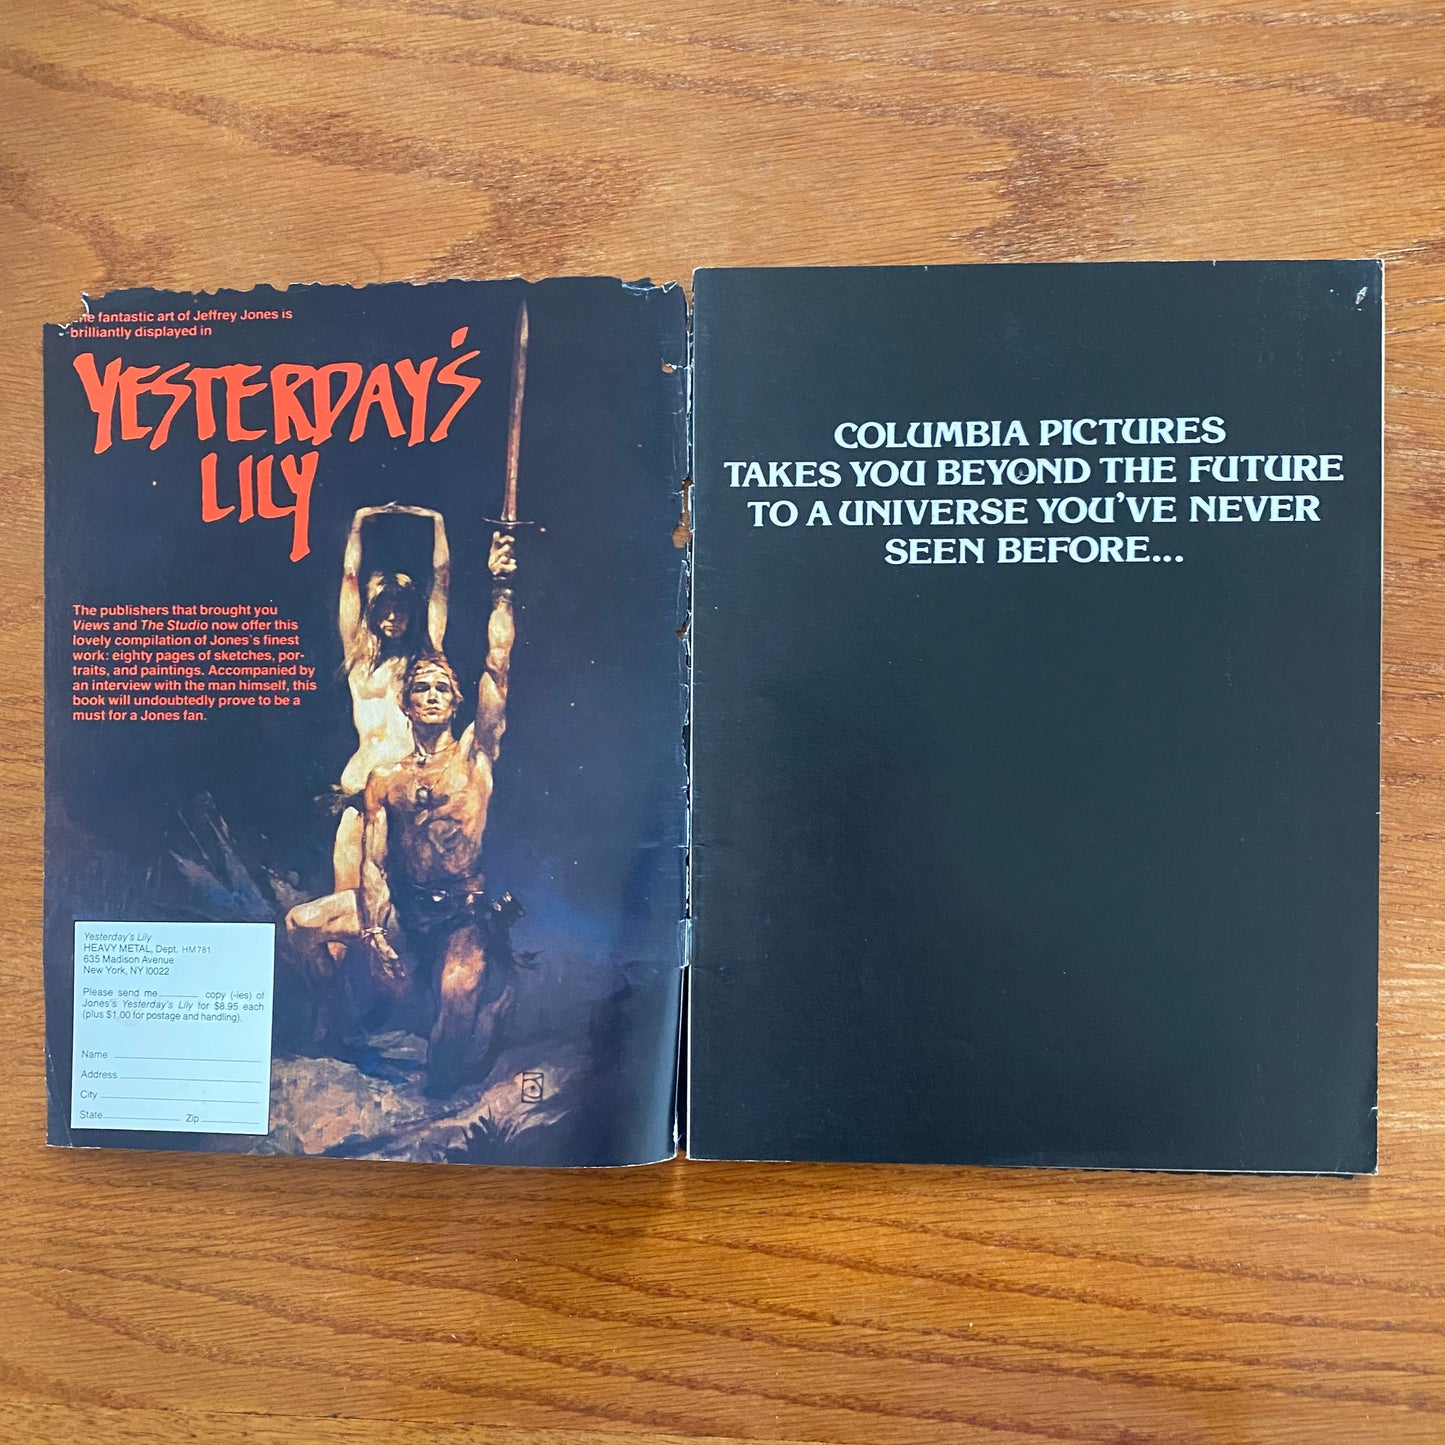 The fantastic art of Jeffrey Jones is
brilliantly displayed in
YESTERDAY'S
LILY
The publishers that brought you
Views and The Studio now offer this
lovely compilation of Jones's finest
work: eighty pages of sketches, por-
traits, and paintings. Accompanied by
an interview with the man himself, this
book will undoubtedly prove to be a
must for a Jones fan.
Yesterday's Lily
HEAVY METAL, Dept. HM781
635 Madison Avenue
New York, NY 10022
Please send me copy (-ies) of
Jones's Yesterday's Lily for $8.95 each
(plus $1.00 for postage and handling).
Name
Address
City
State Zip
COLUMBIA PICTURES
TAKES YOU BEYOND THE FUTURE
TO A UNIVERSE YOU'VE NEVER
SEEN BEFORE...